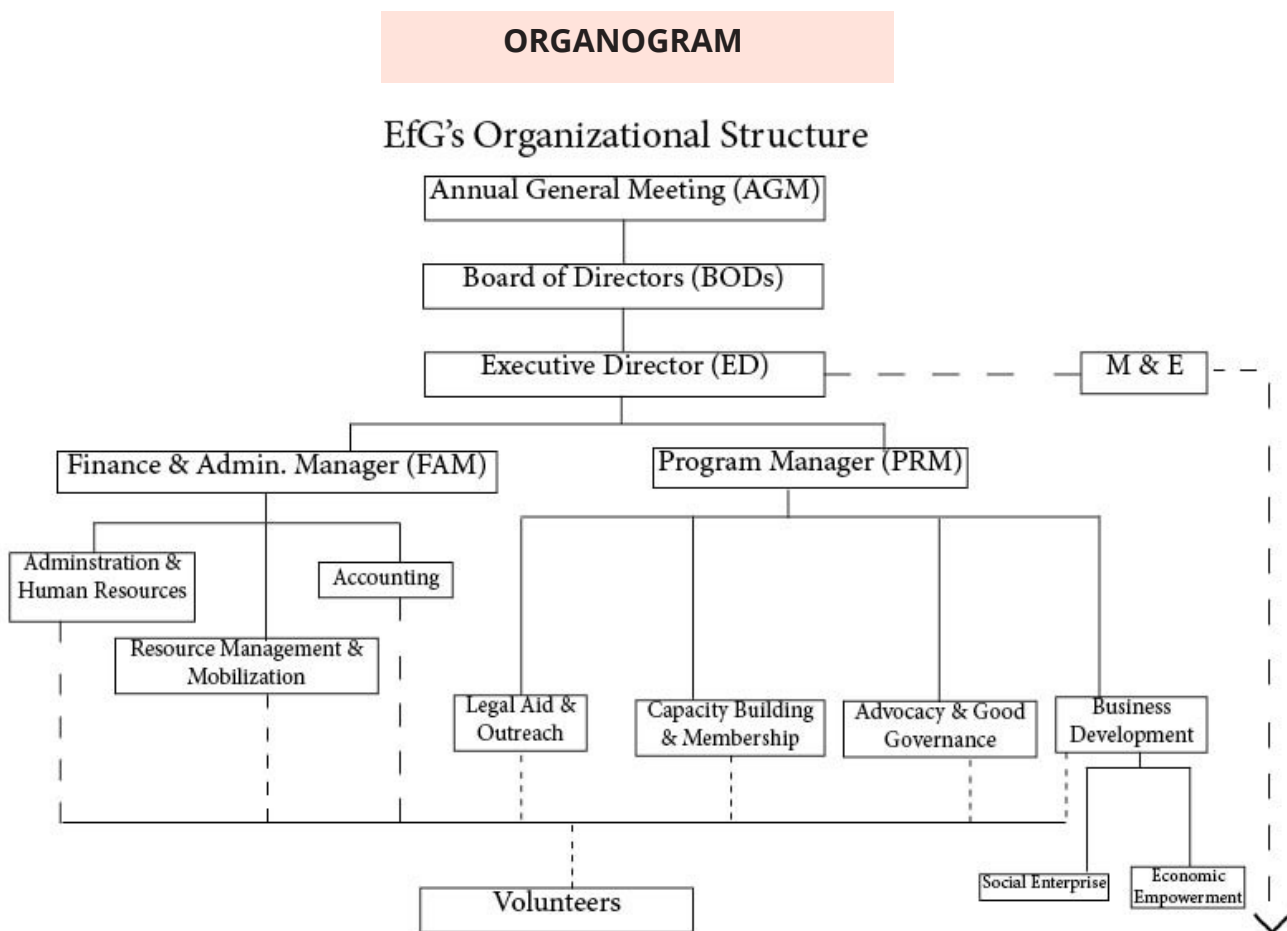 ORGANOGRAM
EfG’s Organizational Structure
Annual General Meeting (AGM)
Board of Directors (BODs)
Executive Director (ED)
M & E
Finance & Admin. Manager (FAM)
Program Manager (PRM)
Adminstration &
Human Resources
Accounting
Resource Management &
Mobilization
Legal Aid &
Outreach
Capacity Building
& Membership
Advocacy & Good
Governance
Business
Development
Social Enterprise
Economic
Empowerment
Volunteers